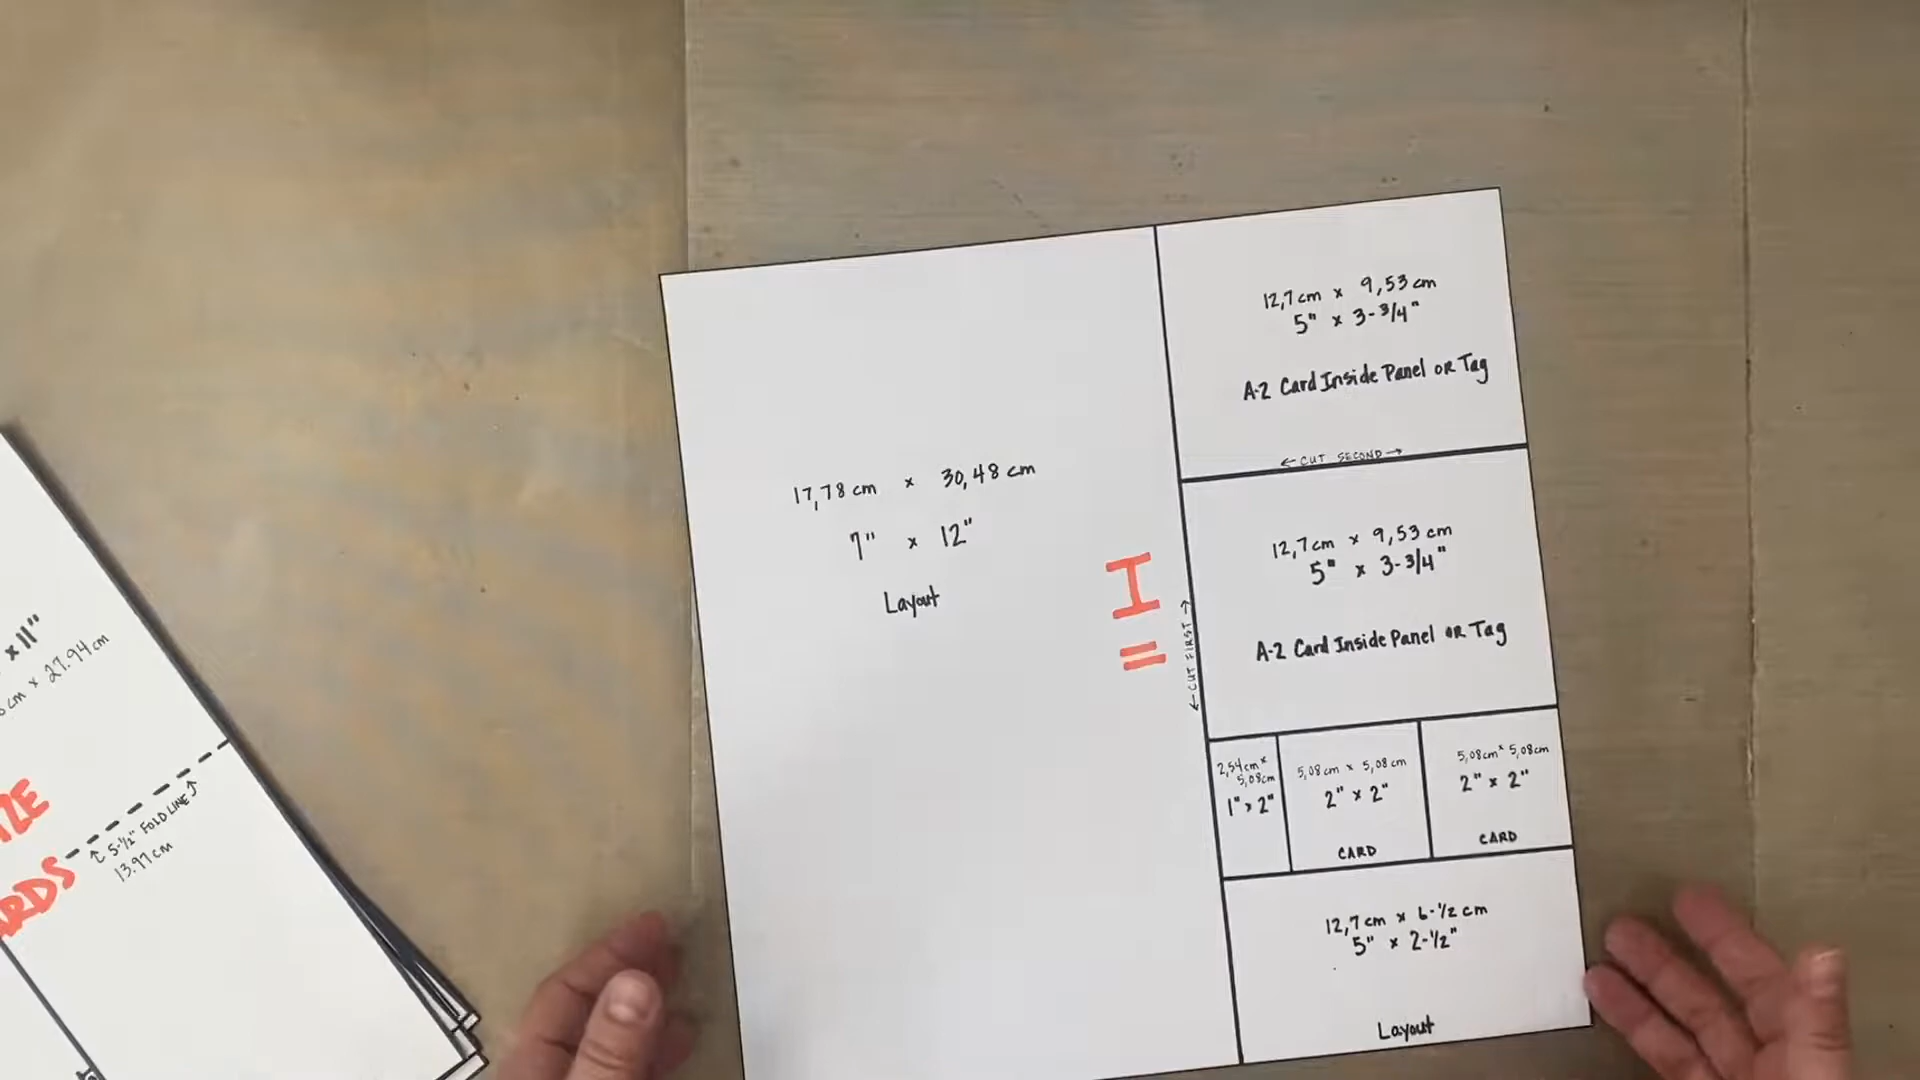 x 11"
cm x 27.94 cm
5-1/2" FOLD LINE
13.97 cm
17,78 cm x 30,48 cm
7" x 12"
Layout
I
=
←CUT FIRST→
12,7 cm x 9,53 cm
5" x 3-3/4"
A-2 Card Inside Panel or Tag
←CUT SECOND→
12,7 cm x 9,53 cm
5" x 3-3/4"
A-2 Card Inside Panel or Tag
2,54 cm x
5,08 cm
1" x 2"
5,08 cm x 5,08 cm
2" x 2"
CARD
5,08 cm x 5,08 cm
2" x 2"
CARD
12,7 cm x 6-1/2 cm
5" x 2-1/2"
Layout